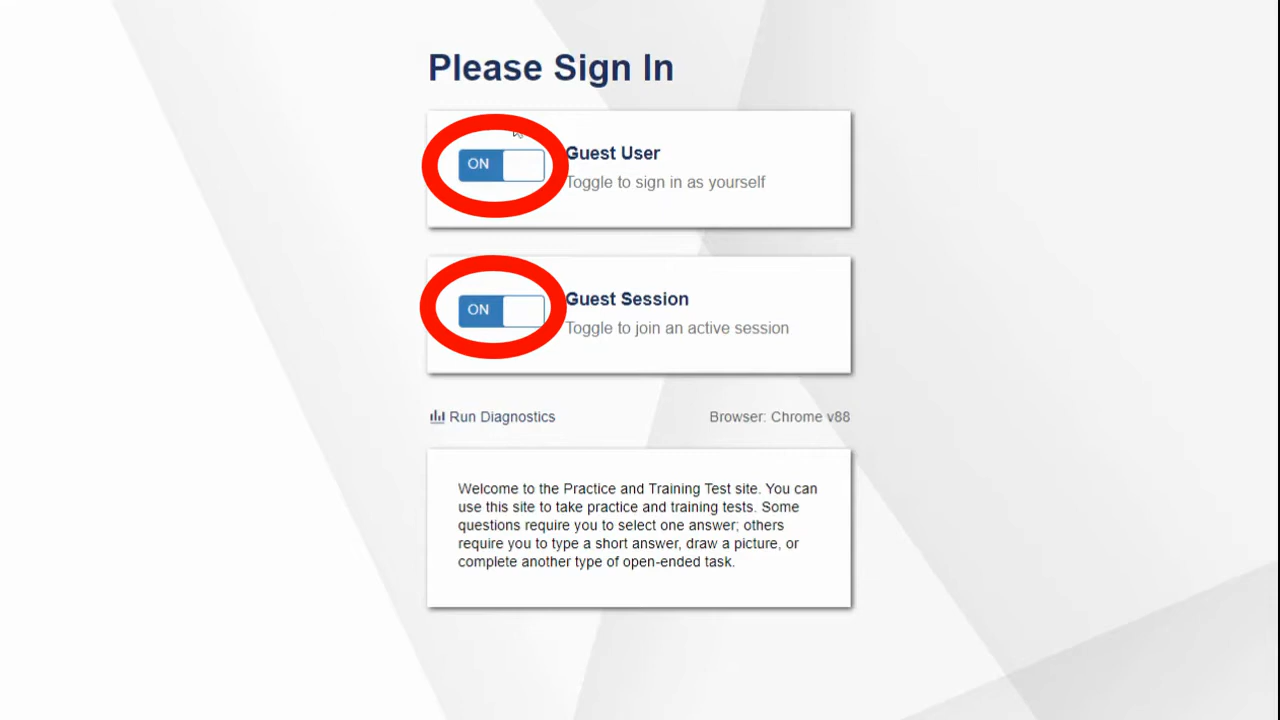 Please Sign In
ON
Guest User
Toggle to sign in as yourself
ON
Guest Session
Toggle to join an active session
Run Diagnostics
Browser: Chrome v88
Welcome to the Practice and Training Test site. You can
use this site to take practice and training tests. Some
questions require you to select one answer; others
require you to type a short answer, draw a picture, or
complete another type of open-ended task.